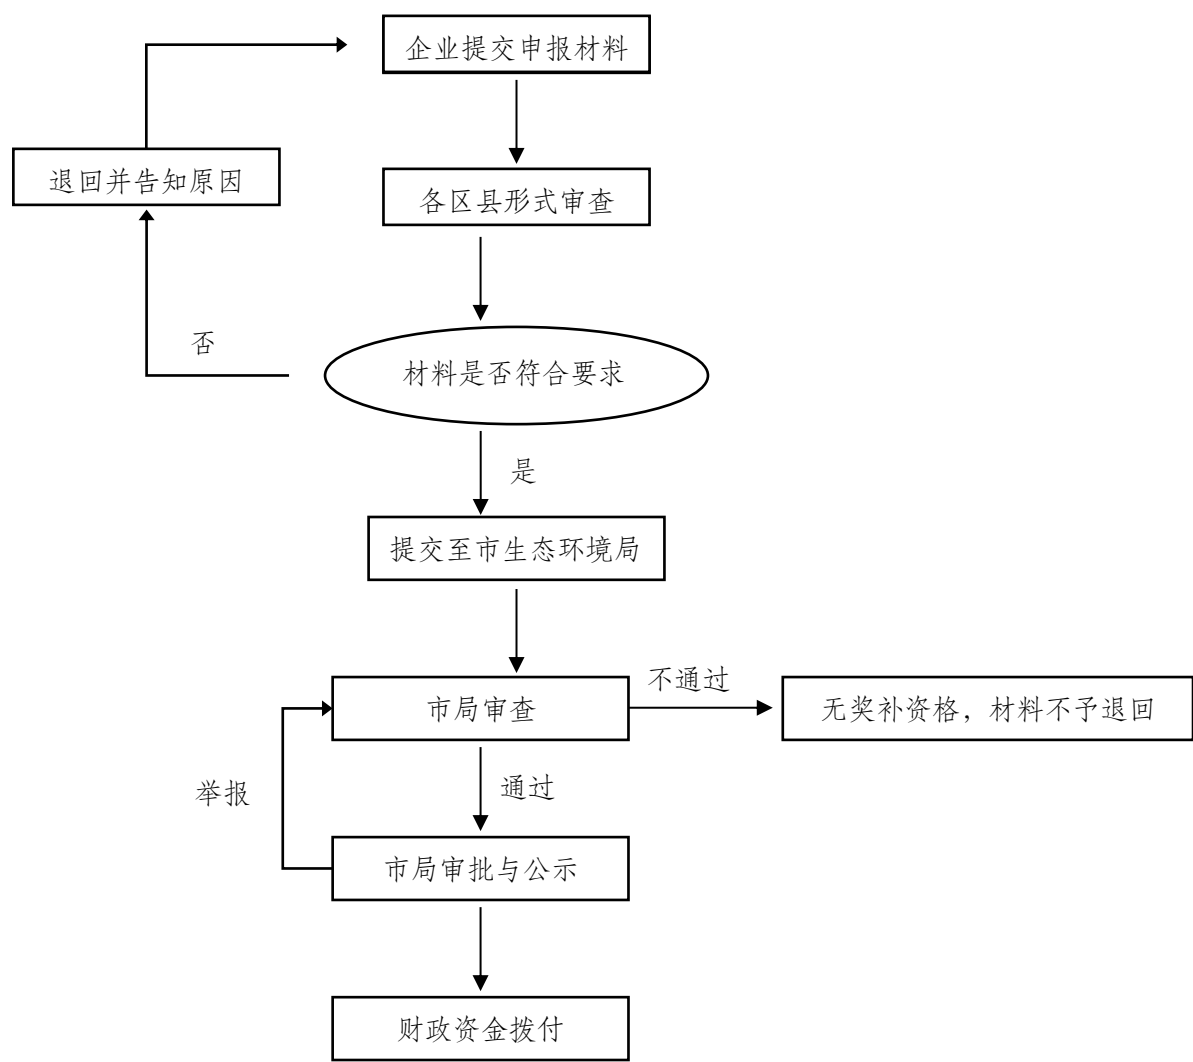 企业提交申报材料
退回并告知原因
各区县形式审查
否
材料是否符合要求
是
提交至市生态环境局
不通过
市局审查
无奖补资格，材料不予退回
举报
通过
市局审批与公示
财政资金拨付